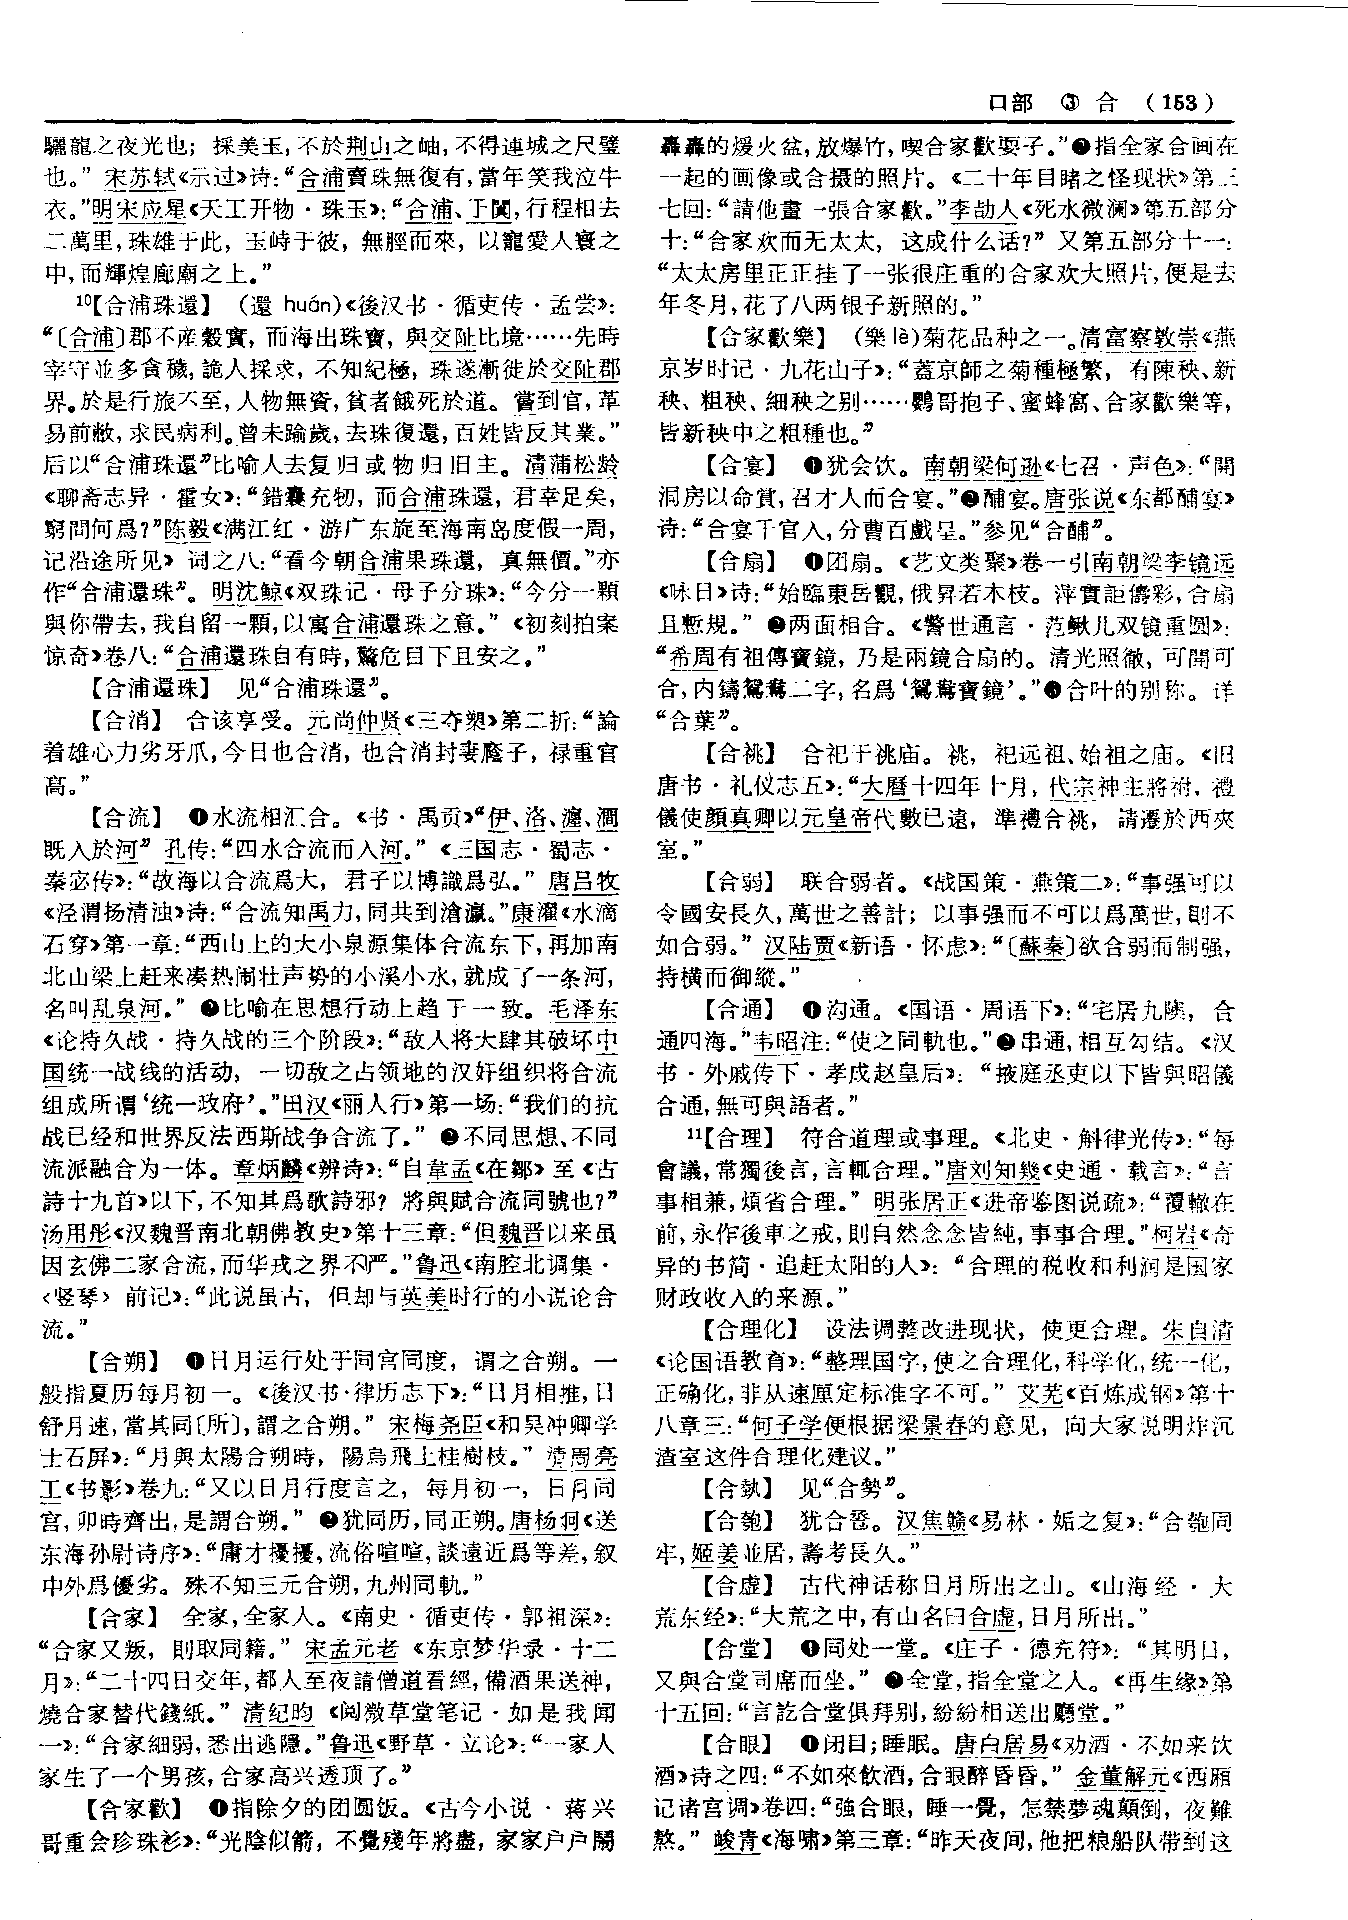 口部 ③ 合 (153)
驪龍之夜光也；採美玉，不於荆山之岫，不得連城之尺璧
也。”宋苏轼《示过》诗：“合浦賣珠無復有，當年笑我泣牛
衣。”明宋应星《天工开物·珠玉》：“合浦、于闐，行程相去
二萬里，珠雄于此，玉峙于彼，無脛而來，以寵愛人寰之
中，而輝煌廊廟之上。”
10【合浦珠還】 (還 huán)《後汉书·循吏传·孟尝》：
“〔合浦〕郡不産穀實，而海出珠寶，與交阯比境……先時
宰守並多貪穢，詭人採求，不知紀極，珠遂漸徙於交阯郡
界。於是行旅不至，人物無資，貧者餓死於道。嘗到官，革
易前敝，求民病利。曾未踰歲，去珠復還，百姓皆反其業。”
后以“合浦珠還”比喻人去复归或物归旧主。清蒲松龄
《聊斋志异·霍女》：“錯囊充牣，而合浦珠還，君幸足矣，
窮問何爲？”陈毅《满江红·游广东旋至海南岛度假一周，
记沿途所见》词之八：“看今朝合浦果珠還，真無價。”亦
作“合浦還珠”。明沈鲸《双珠记·母子分珠》：“今分一顆
與你帶去，我自留一顆，以寓合浦還珠之意。”《初刻拍案
惊奇》卷八：“合浦還珠自有時，驚危目下且安之。”
【合浦還珠】 见“合浦珠還”。
【合消】 合该享受。元尚仲贤《三夺槊》第二折：“論
着雄心力劣牙爪，今日也合消，也合消封妻廕子，禄重官
高。”
【合流】 ❶水流相汇合。《书·禹贡》“伊、洛、瀍、澗
既入於河”孔传：“四水合流而入河。”《三国志·蜀志·
秦宓传》：“故海以合流爲大，君子以博識爲弘。”唐吕牧
《泾渭扬清浊》诗：“合流知禹力，同共到滄瀛。”康濯《水滴
石穿》第一章：“西山上的大小泉源集体合流东下，再加南
北山梁上赶来凑热闹壮声势的小溪小水，就成了一条河，
名叫乱泉河。”❷比喻在思想行动上趋于一致。毛泽东
《论持久战·持久战的三个阶段》：“敌人将大肆其破坏中
国统一战线的活动，一切敌之占领地的汉奸组织将合流
组成所谓‘统一政府’。”田汉《丽人行》第一场：“我们的抗
战已经和世界反法西斯战争合流了。”❸不同思想、不同
流派融合为一体。章炳麟《辨诗》：“自韋孟《在鄒》至《古
詩十九首》以下，不知其爲歌詩邪？將與賦合流同號也？”
汤用彤《汉魏晋南北朝佛教史》第十三章：“但魏晋以来虽
因玄佛二家合流，而华戎之界不严。”鲁迅《南腔北调集·
〈竖琴〉前记》：“此说虽占，但却与英美时行的小说论合
流。”
【合朔】 ❶日月运行处于同宫同度，谓之合朔。一
般指夏历每月初一。《後汉书·律历志下》：“日月相推，日
舒月速，當其同〔所〕，謂之合朔。”宋梅尧臣《和吴冲卿学
士石屏》：“月與太陽合朔時，陽烏飛上桂樹枝。”清周亮
工《书影》卷九：“又以日月行度言之，每月初一，日月同
宫，卯時齊出，是謂合朔。”❷犹同历，同正朔。唐杨炯《送
东海孙尉诗序》：“庸才擾擾，流俗喧喧，談遠近爲等差，叙
中外爲優劣。殊不知三元合朔，九州同軌。”
【合家】 全家，全家人。《南史·循吏传·郭祖深》：
“合家又叛，則取同籍。”宋孟元老《东京梦华录·十二
月》：“二十四日交年，都人至夜請僧道看經，備酒果送神，
燒合家替代錢紙。”清纪昀《阅微草堂笔记·如是我闻
一》：“合家細弱，悉出逃隱。”鲁迅《野草·立论》：“一家人
家生了一个男孩，合家高兴透顶了。”
【合家歡】 ❶指除夕的团圆饭。《古今小说·蒋兴
哥重会珍珠衫》：“光陰似箭，不覺殘年將盡，家家户户鬧
轟轟的煖火盆，放爆竹，喫合家歡耍子。”❷指全家合画在
一起的画像或合摄的照片。《二十年目睹之怪现状》第三
七回：“請他畫一張合家歡。”李劼人《死水微澜》第五部分
十：“合家欢而无太太，这成什么话？”又第五部分十一：
“太太房里正正挂了一张很庄重的合家欢大照片，便是去
年冬月，花了八两银子新照的。”
【合家歡樂】 (樂 lè)菊花品种之一。清富察敦崇《燕
京岁时记·九花山子》：“蓋京師之菊種極繁，有陳秧、新
秧、粗秧、細秧之别……鸚哥抱子、蜜蜂窩、合家歡樂等，
皆新秧中之粗種也。”
【合宴】 ❶犹会饮。南朝梁何逊《七召·声色》：“開
洞房以命賞，召才人而合宴。”❷酺宴。唐张说《东都酺宴》
诗：“合宴千官入，分曹百戲呈。”参见“合酺”。
【合扇】 ❶团扇。《艺文类聚》卷一引南朝梁李镜远
《咏日》诗：“始臨東岳觀，俄昇若木枝。萍實詎儔彩，合扇
且慙規。”❷两面相合。《警世通言·范鳅儿双镜重圆》：
“希周有祖傳寶鏡，乃是兩鏡合扇的。清光照徹，可開可
合，内鑄鴛鴦二字，名爲‘鴛鴦寶鏡’。”❸合叶的别称。详
“合葉”。
【合祧】 合祀于祧庙。祧，祀远祖、始祖之庙。《旧
唐书·礼仪志五》：“大曆十四年十月，代宗神主將祔，禮
儀使顔真卿以元皇帝代數已遠，準禮合祧，請遷於西夾
室。”
【合弱】 联合弱者。《战国策·燕策二》：“事强可以
令國安長久，萬世之善計；以事强而不可以爲萬世，則不
如合弱。”汉陆贾《新语·怀虑》：“〔蘇秦〕欲合弱而制强，
持横而御縱。”
【合通】 ❶沟通。《国语·周语下》：“宅居九隩，合
通四海。”韦昭注：“使之同軌也。”❷串通，相互勾结。《汉
书·外戚传下·孝成赵皇后》：“掖庭丞吏以下皆與昭儀
合通，無可與語者。”
11【合理】 符合道理或事理。《北史·斛律光传》：“每
會議，常獨後言，言輒合理。”唐刘知幾《史通·载言》：“言
事相兼，煩省合理。”明张居正《进帝鉴图说疏》：“覆轍在
前，永作後車之戒，則自然念念皆純，事事合理。”柯岩《奇
异的书简·追赶太阳的人》：“合理的税收和利润是国家
财政收入的来源。”
【合理化】 设法调整改进现状，使更合理。朱自清
《论国语教育》：“整理国字，使之合理化，科学化，统一化，
正确化，非从速厘定标准字不可。”艾芜《百炼成钢》第十
八章三：“何子学便根据梁景春的意见，向大家说明炸沉
渣室这件合理化建议。”
【合埶】 见“合勢”。
【合匏】 犹合卺。汉焦赣《易林·姤之复》：“合匏同
牢，姬姜並居，壽考長久。”
【合虚】 古代神话称日月所出之山。《山海经·大
荒东经》：“大荒之中，有山名曰合虚，日月所出。”
【合堂】 ❶同处一堂。《庄子·德充符》：“其明日，
又與合堂同席而坐。”❷全堂，指全堂之人。《再生缘》第
十五回：“言訖合堂俱拜别，紛紛相送出廳堂。”
【合眼】 ❶闭目；睡眠。唐白居易《劝酒·不如来饮
酒》诗之四：“不如來飲酒，合眼醉昏昏。”金董解元《西厢
记诸宫调》卷四：“強合眼，睡一覺，怎禁夢魂顛倒，夜難
熬。”峻青《海啸》第三章：“昨天夜间，他把粮船队带到这